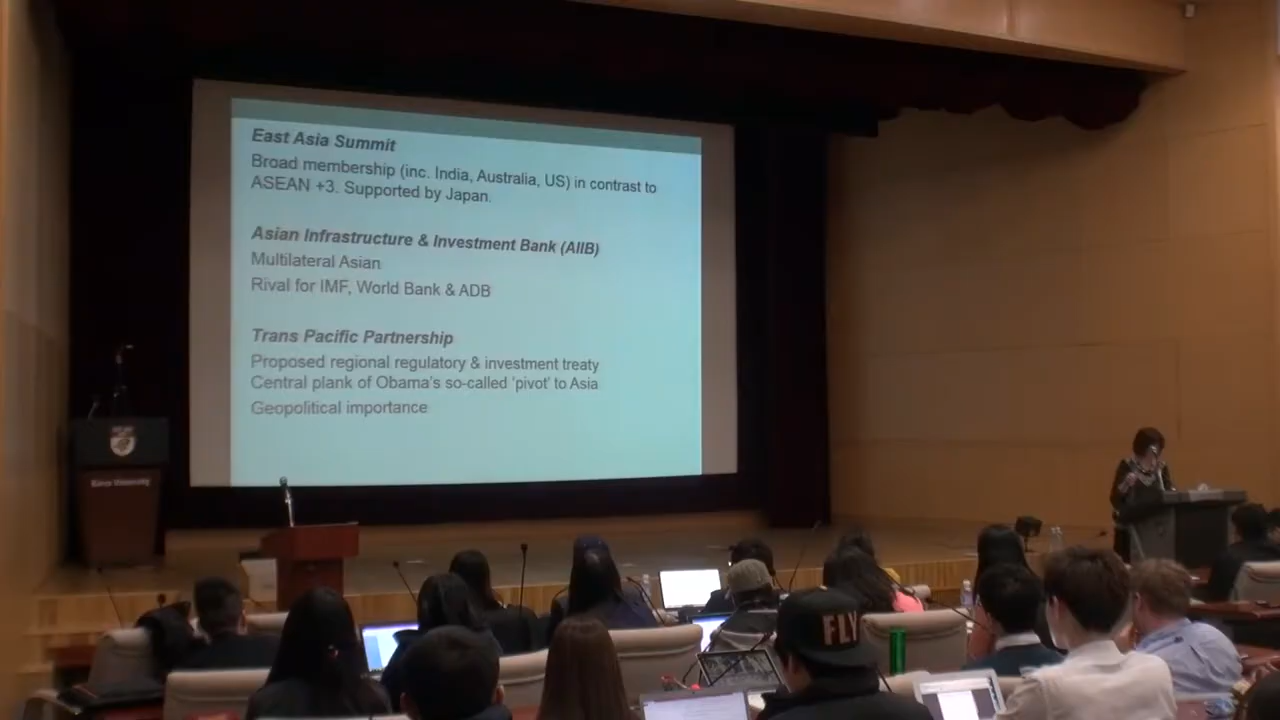 East Asia Summit
Broad membership (inc. India, Australia, US) in contrast to
ASEAN +3. Supported by Japan.
Asian Infrastructure & Investment Bank (AIIB)
Multilateral Asian
Rival for IMF, World Bank & ADB
Trans Pacific Partnership
Proposed regional regulatory & investment treaty
Central plank of Obama's so-called 'pivot' to Asia
Geopolitical importance
University
FLY